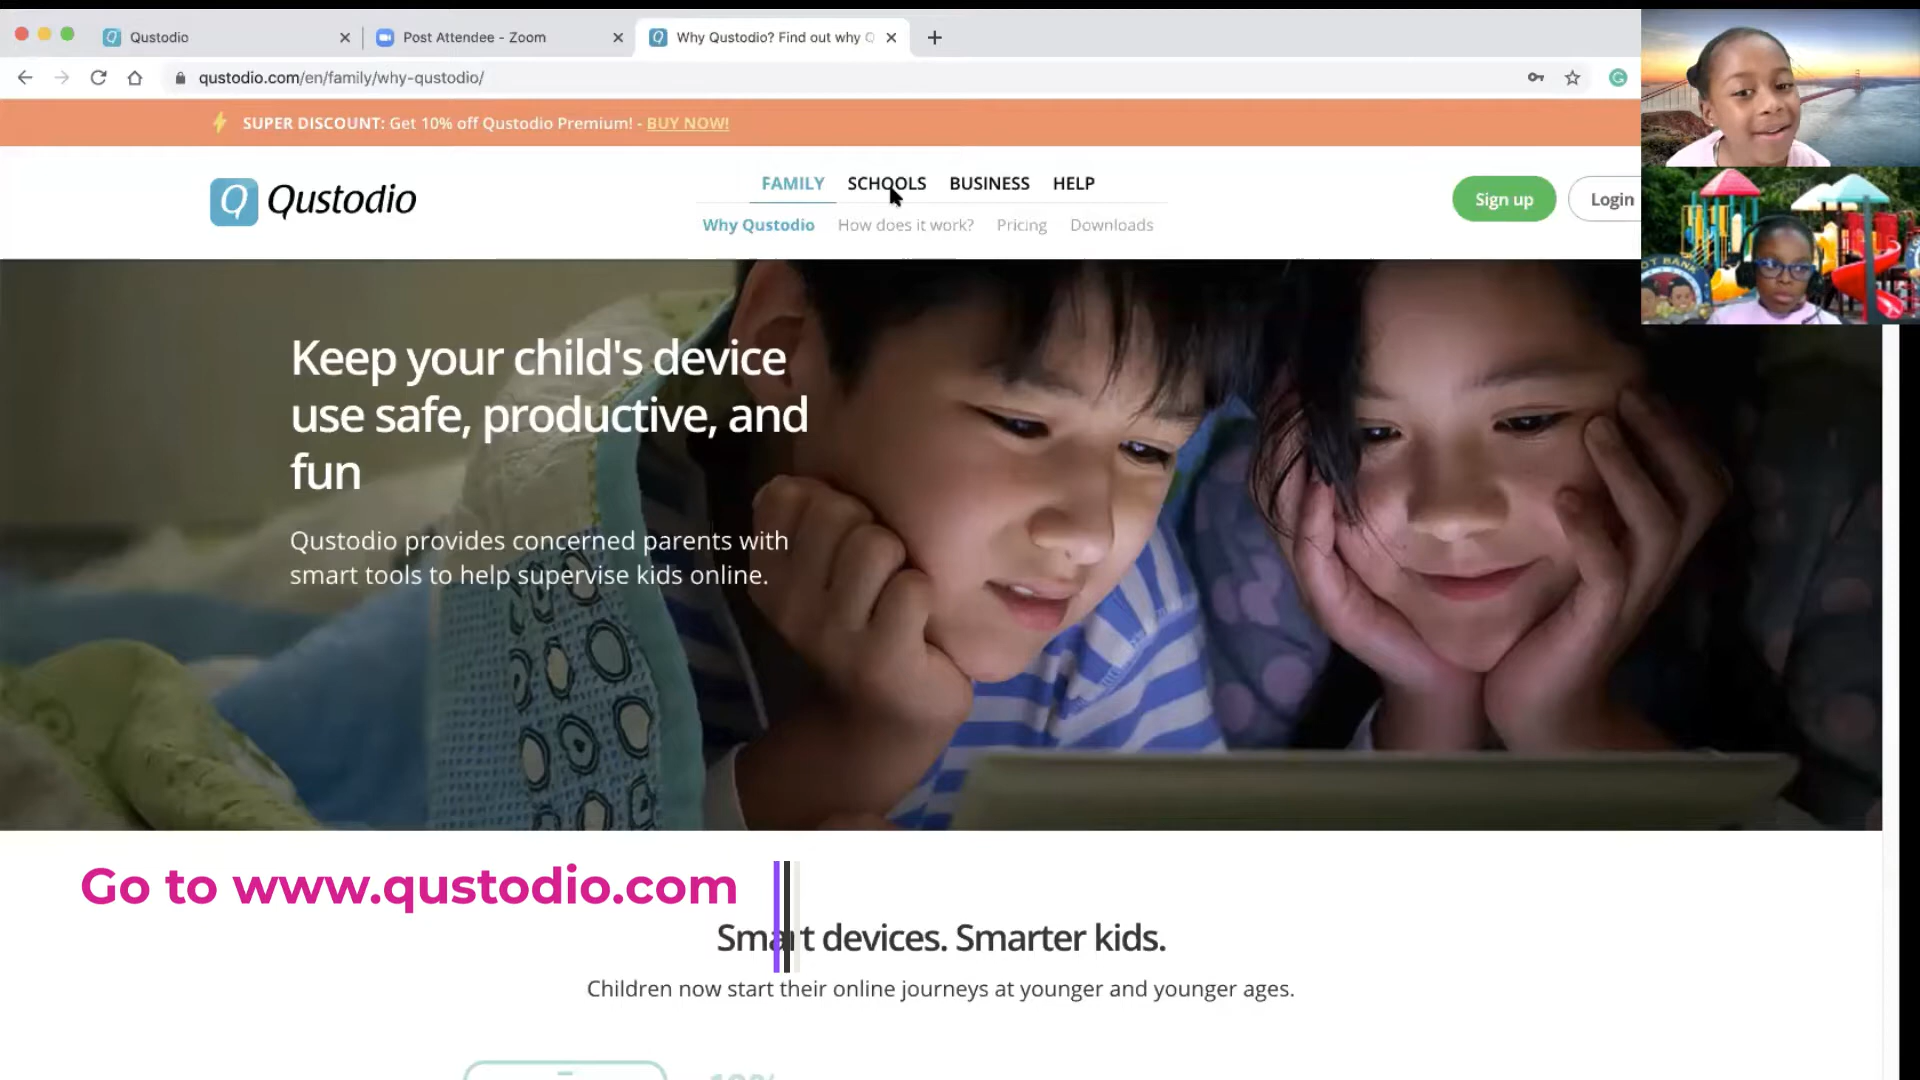 Qustodio
Post Attendee - Zoom
Why Qustodio? Find out why Q
qustodio.com/en/family/why-qustodio/
SUPER DISCOUNT: Get 10% off Qustodio Premium! - BUY NOW!
Qustodio
FAMILY SCHOOLS BUSINESS HELP
Sign up
Login
Why Qustodio How does it work? Pricing Downloads
Keep your child's device
use safe, productive, and
fun
Qustodio provides concerned parents with
smart tools to help supervise kids online.
Go to www.qustodio.com
Smart devices. Smarter kids.
Children now start their online journeys at younger and younger ages.